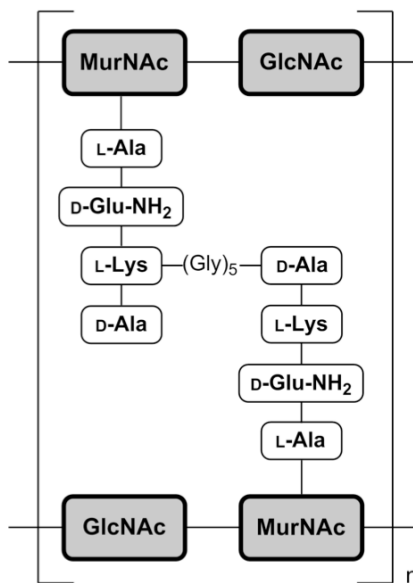 MurNAc GlcNAc
L-Ala
D-Glu-NH₂
L-Lys (Gly)₅ D-Ala
D-Ala L-Lys
D-Glu-NH₂
L-Ala
GlcNAc MurNAc
n